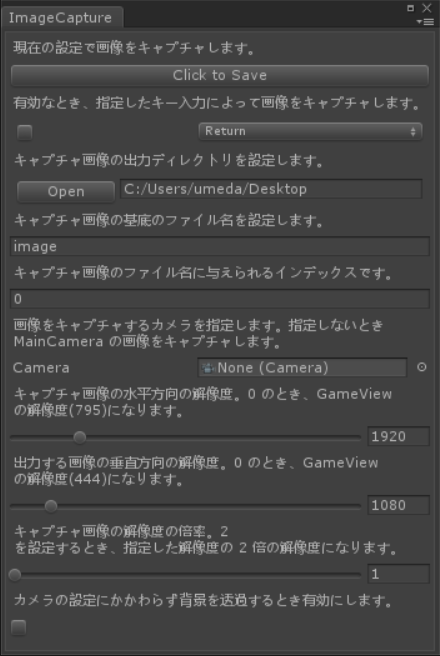 ImageCapture
現在の設定で画像をキャプチャします。
Click to Save
有効なとき、指定したキー入力によって画像をキャプチャします。
Return
キャプチャ画像の出力ディレクトリを設定します。
Open C:/Users/umeda/Desktop
キャプチャ画像の基底のファイル名を設定します。
image
キャプチャ画像のファイル名に与えられるインデックスです。
0
画像をキャプチャするカメラを指定します。指定しないとき
MainCamera の画像をキャプチャします。
Camera None (Camera)
キャプチャ画像の水平方向の解像度。0 のとき、GameView
の解像度(795)になります。
1920
出力する画像の垂直方向の解像度。0 のとき、GameView
の解像度(444)になります。
1080
キャプチャ画像の解像度の倍率。2
を設定するとき、指定した解像度の 2 倍の解像度になります。
1
カメラの設定にかかわらず背景を透過するとき有効にします。